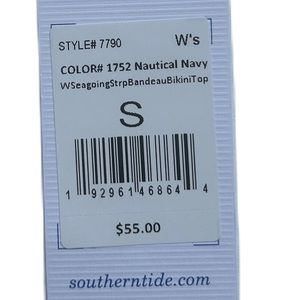 STYLE# 7790 W's
COLOR# 1752 Nautical Navy
WSeagoingStrpBandeauBikiniTop
S
1 92961 46864 4
$55.00
southerntide.com